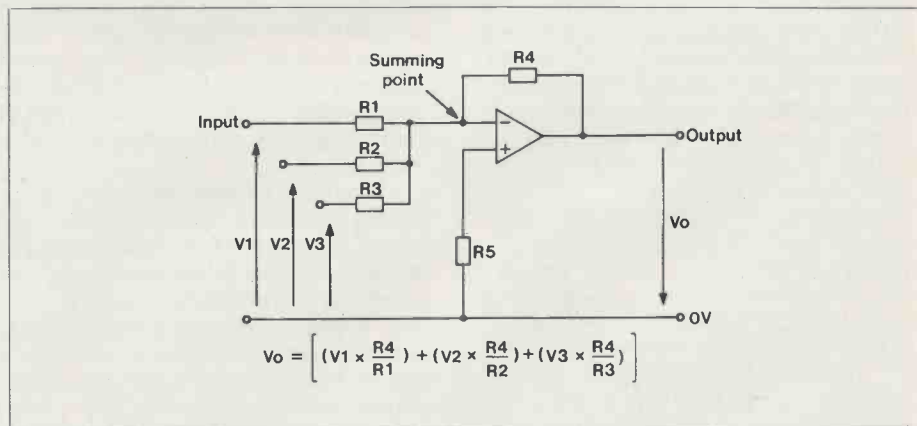 Summing
point
R4
Input
R1
R2
R3
−
+
Output
V1
V2
V3
R5
Vo
OV
Vo = [(V1 × R4/R1) + (V2 × R4/R2) + (V3 × R4/R3)]